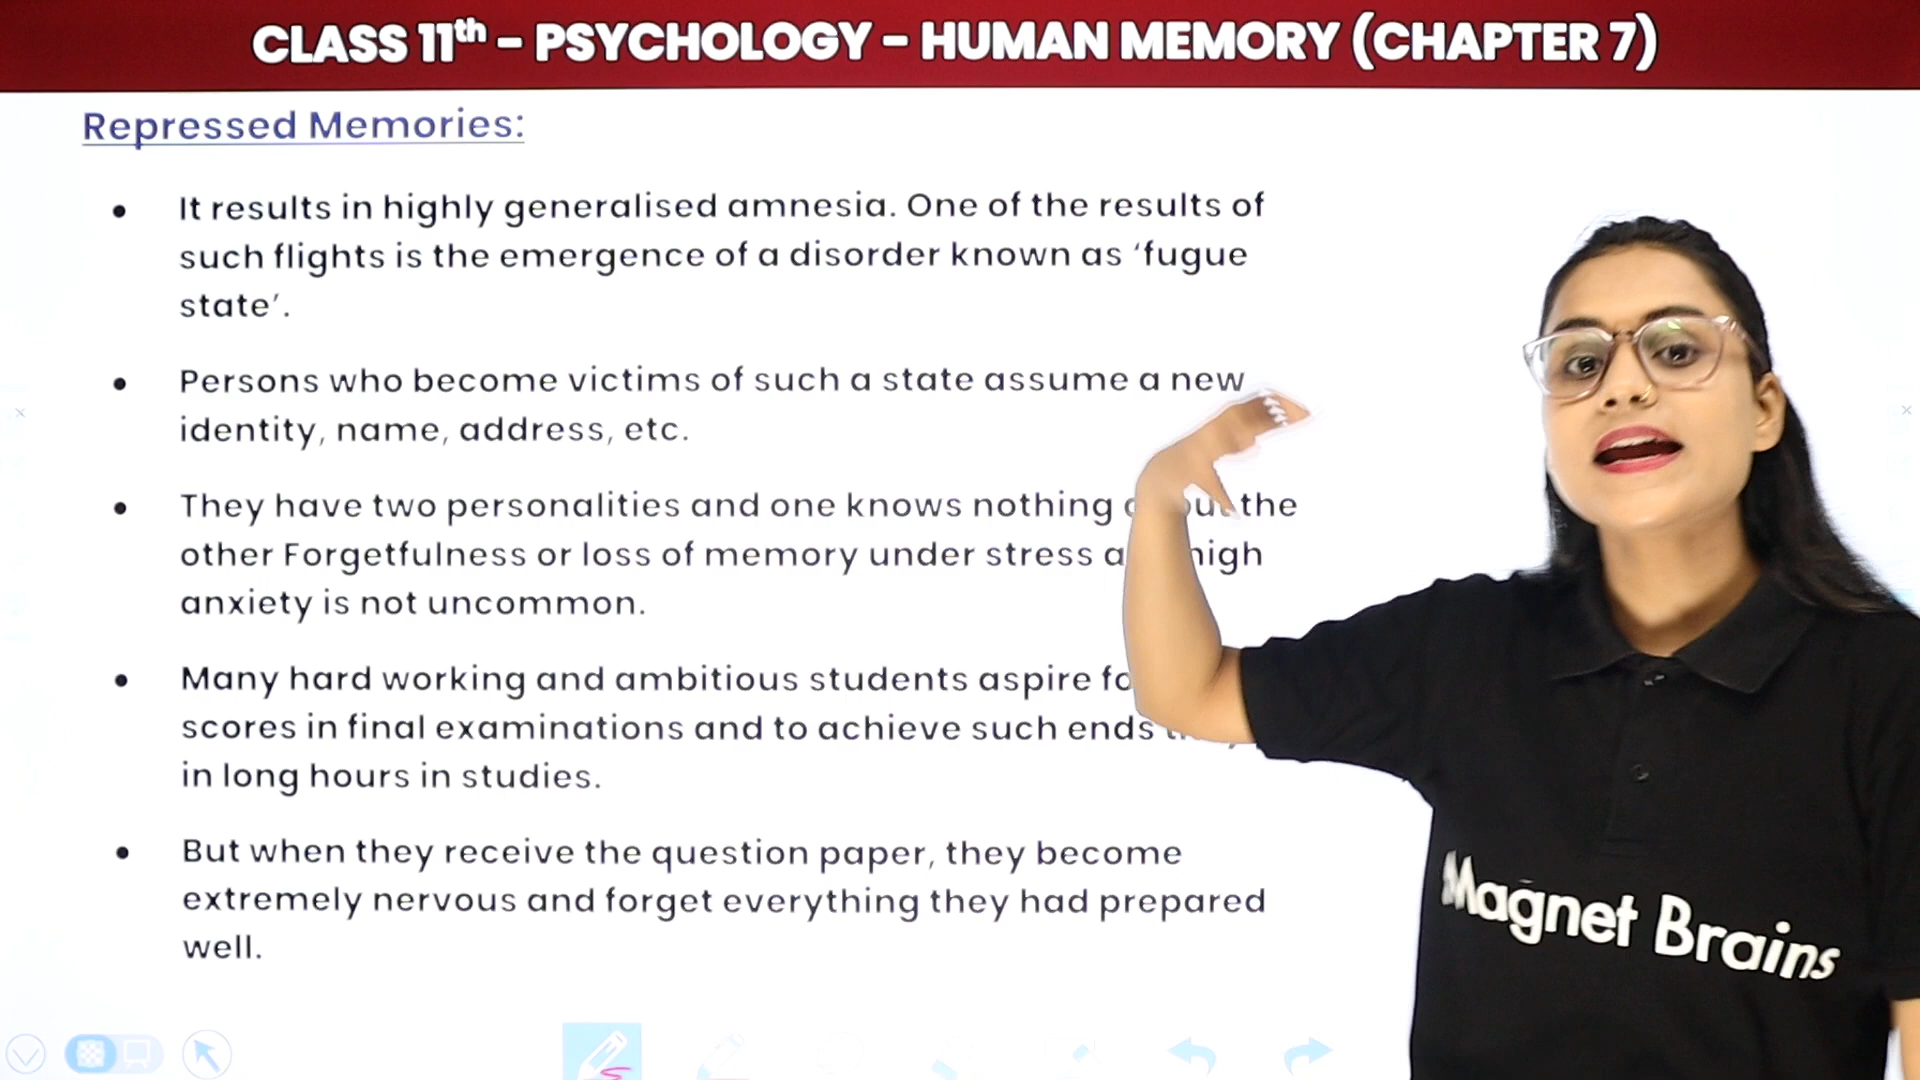 CLASS 11th - PSYCHOLOGY - HUMAN MEMORY (CHAPTER 7)
Repressed Memories:
• It results in highly generalised amnesia. One of the results of
such flights is the emergence of a disorder known as ‘fugue
state’.
• Persons who become victims of such a state assume a new
identity, name, address, etc.
• They have two personalities and one knows nothing the
other Forgetfulness or loss of memory under stress high
anxiety is not uncommon.
• Many hard working and ambitious students aspire
scores in final examinations and to achieve such ends
in long hours in studies.
• But when they receive the question paper, they become
extremely nervous and forget everything they had prepared
well.
Magnet Brains